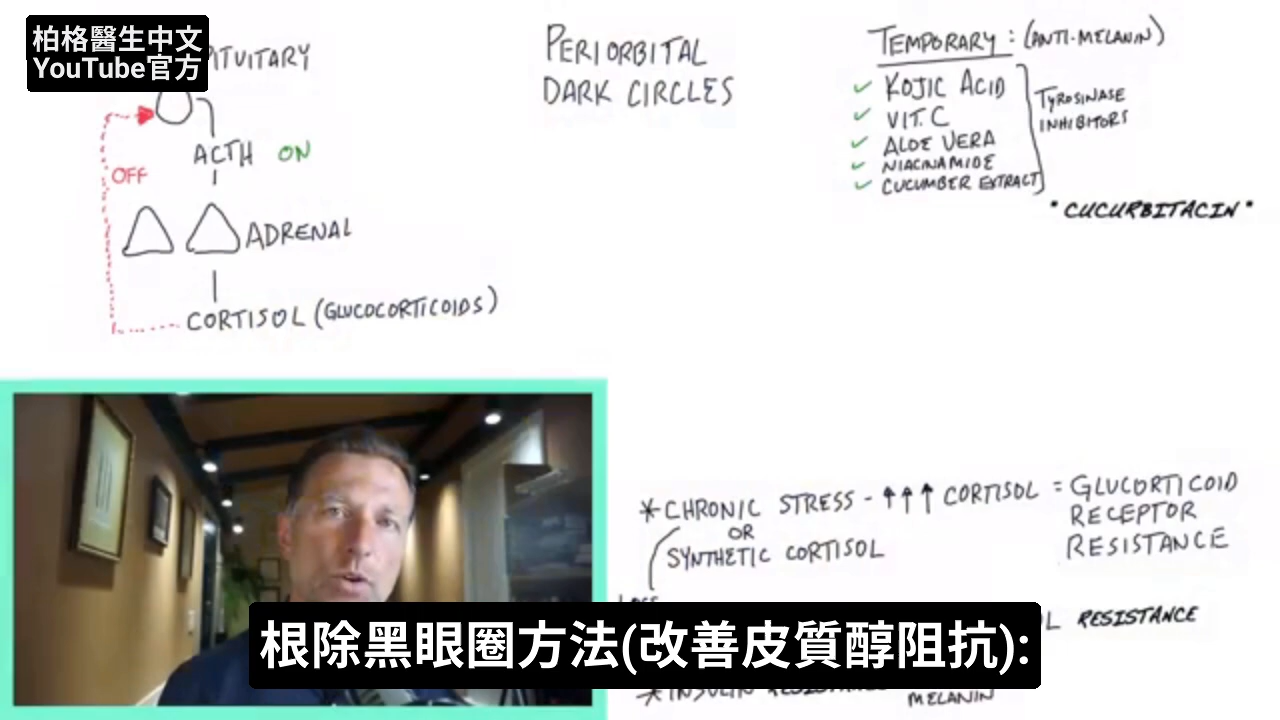 柏格醫生中文
YouTube官方
PITUITARY
ACTH ON
OFF
ADRENAL
CORTISOL (GLUCOCORTICOIDS)
PERIORBITAL
DARK CIRCLES
TEMPORARY: (ANTI-MELANIN)
✓ KOJIC ACID
✓ VIT. C
✓ ALOE VERA
✓ NIACINAMIDE
✓ CUCUMBER EXTRACT
TYROSINASE
INHIBITORS
"CUCURBITACIN"
*CHRONIC STRESS - ↑↑↑ CORTISOL = GLUCORTICOID
RECEPTOR
RESISTANCE
OR
SYNTHETIC CORTISOL
RESISTANCE
根除黑眼圈方法(改善皮質醇阻抗):
*INSULIN RESISTANCE
MELANIN